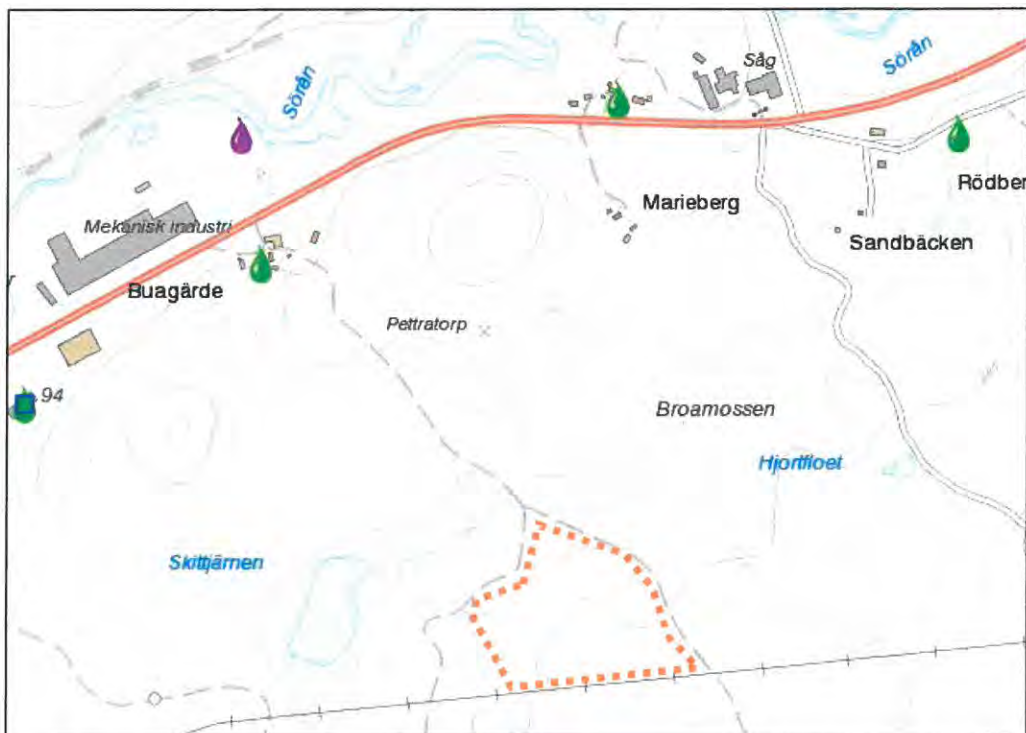 Såg
Sörån
Sörån
Marieberg
Rödber
Mekanisk industri
Sandbäcken
Buagärde
Pettratorp
94
Broamossen
Hjortfloet
Skittjärnen